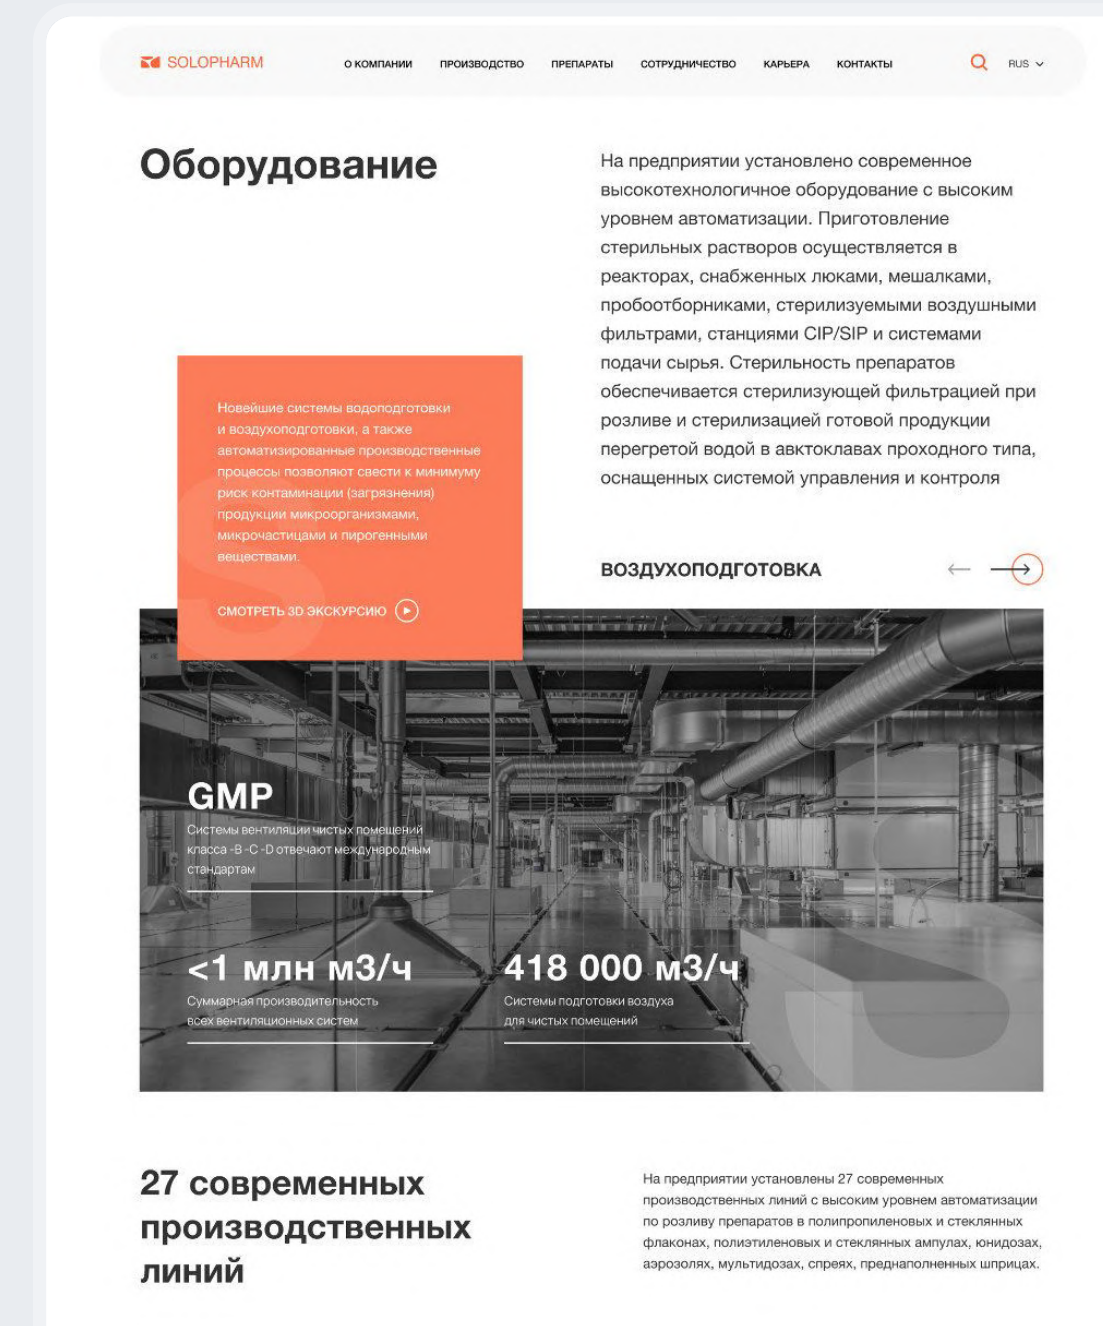 SOLOPHARM
О КОМПАНИИ ПРОИЗВОДСТВО ПРЕПАРАТЫ СОТРУДНИЧЕСТВО КАРЬЕРА КОНТАКТЫ
RUS
Оборудование
На предприятии установлено современное
высокотехнологичное оборудование с высоким
уровнем автоматизации. Приготовление
стерильных растворов осуществляется в
реакторах, снабженных люками, мешалками,
пробоотборниками, стерилизуемыми воздушными
фильтрами, станциями CIP/SIP и системами
подачи сырья. Стерильность препаратов
обеспечивается стерилизующей фильтрацией при
розливе и стерилизацией готовой продукции
перегретой водой в авктоклавах проходного типа,
оснащенных системой управления и контроля
Новейшие системы водоподготовки
и воздухоподготовки, а также
автоматизированные производственные
процессы позволяют свести к минимуму
риск контаминации (загрязнения)
продукции микроорганизмами,
микрочастицами и пирогенными
веществами.
СМОТРЕТЬ 3D ЭКСКУРСИЮ
ВОЗДУХОПОДГОТОВКА
GMP
Системы вентиляции чистых помещений
класса -В -С -D отвечают международным
стандартам
<1 млн м3/ч
Суммарная производительность
всех вентиляционных систем
418 000 м3/ч
Системы подготовки воздуха
для чистых помещений
27 современных
производственных
линий
На предприятии установлены 27 современных
производственных линий с высоким уровнем автоматизации
по розливу препаратов в полипропиленовых и стеклянных
флаконах, полиэтиленовых и стеклянных ампулах, юнидозах,
аэрозолях, мультидозах, спреях, преднаполненных шприцах.